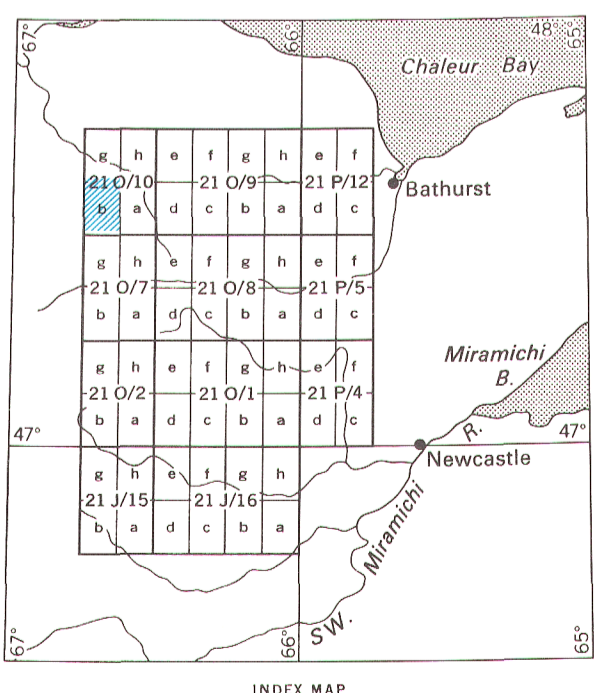 67° 66° 48° 65°
Chaleur Bay
g h e f g h e f
21 O/10 21 O/9 21 P/12
Bathurst
b a d c b a d c
g h e f g h e f
21 O/7 21 O/8 21 P/5
b a d c b a d c
Miramichi
B.
g h e f g h e f
21 O/2 21 O/1 21 P/4
b a d c b a d c
R.
47° 47°
Newcastle
g h e f g h
21 J/15 21 J/16
b a d c b a
Miramichi
SW.
67° 66° 65°
INDEX MAP